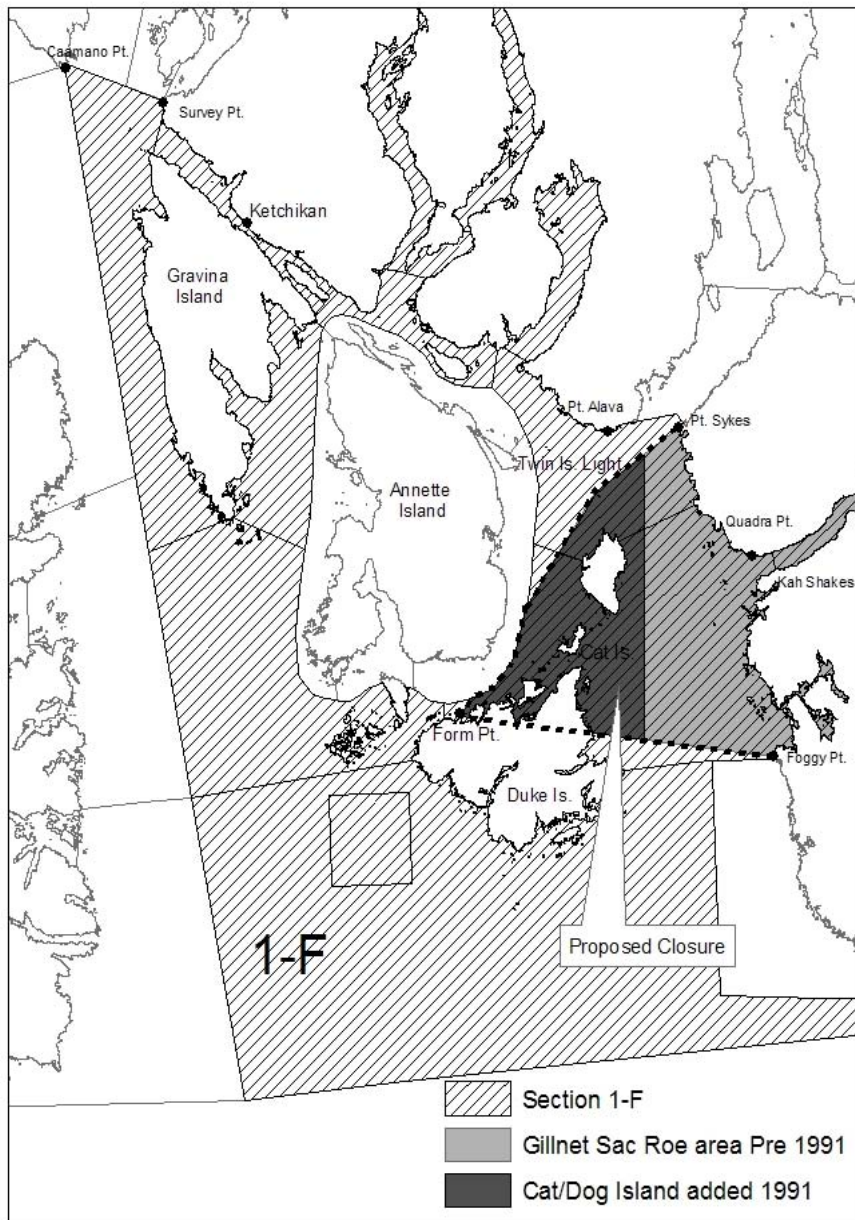 Caamano Pt.
Survey Pt.
Ketchikan
Gravina
Island
Pt. Alava
Pt. Sykes
Twin Is. Light
Annette
Island
Quadra Pt.
Kah Shakes
Cat Is.
Form Pt.
Foggy Pt.
Duke Is.
Proposed Closure
1-F
Section 1-F
Gillnet Sac Roe area Pre 1991
Cat/Dog Island added 1991